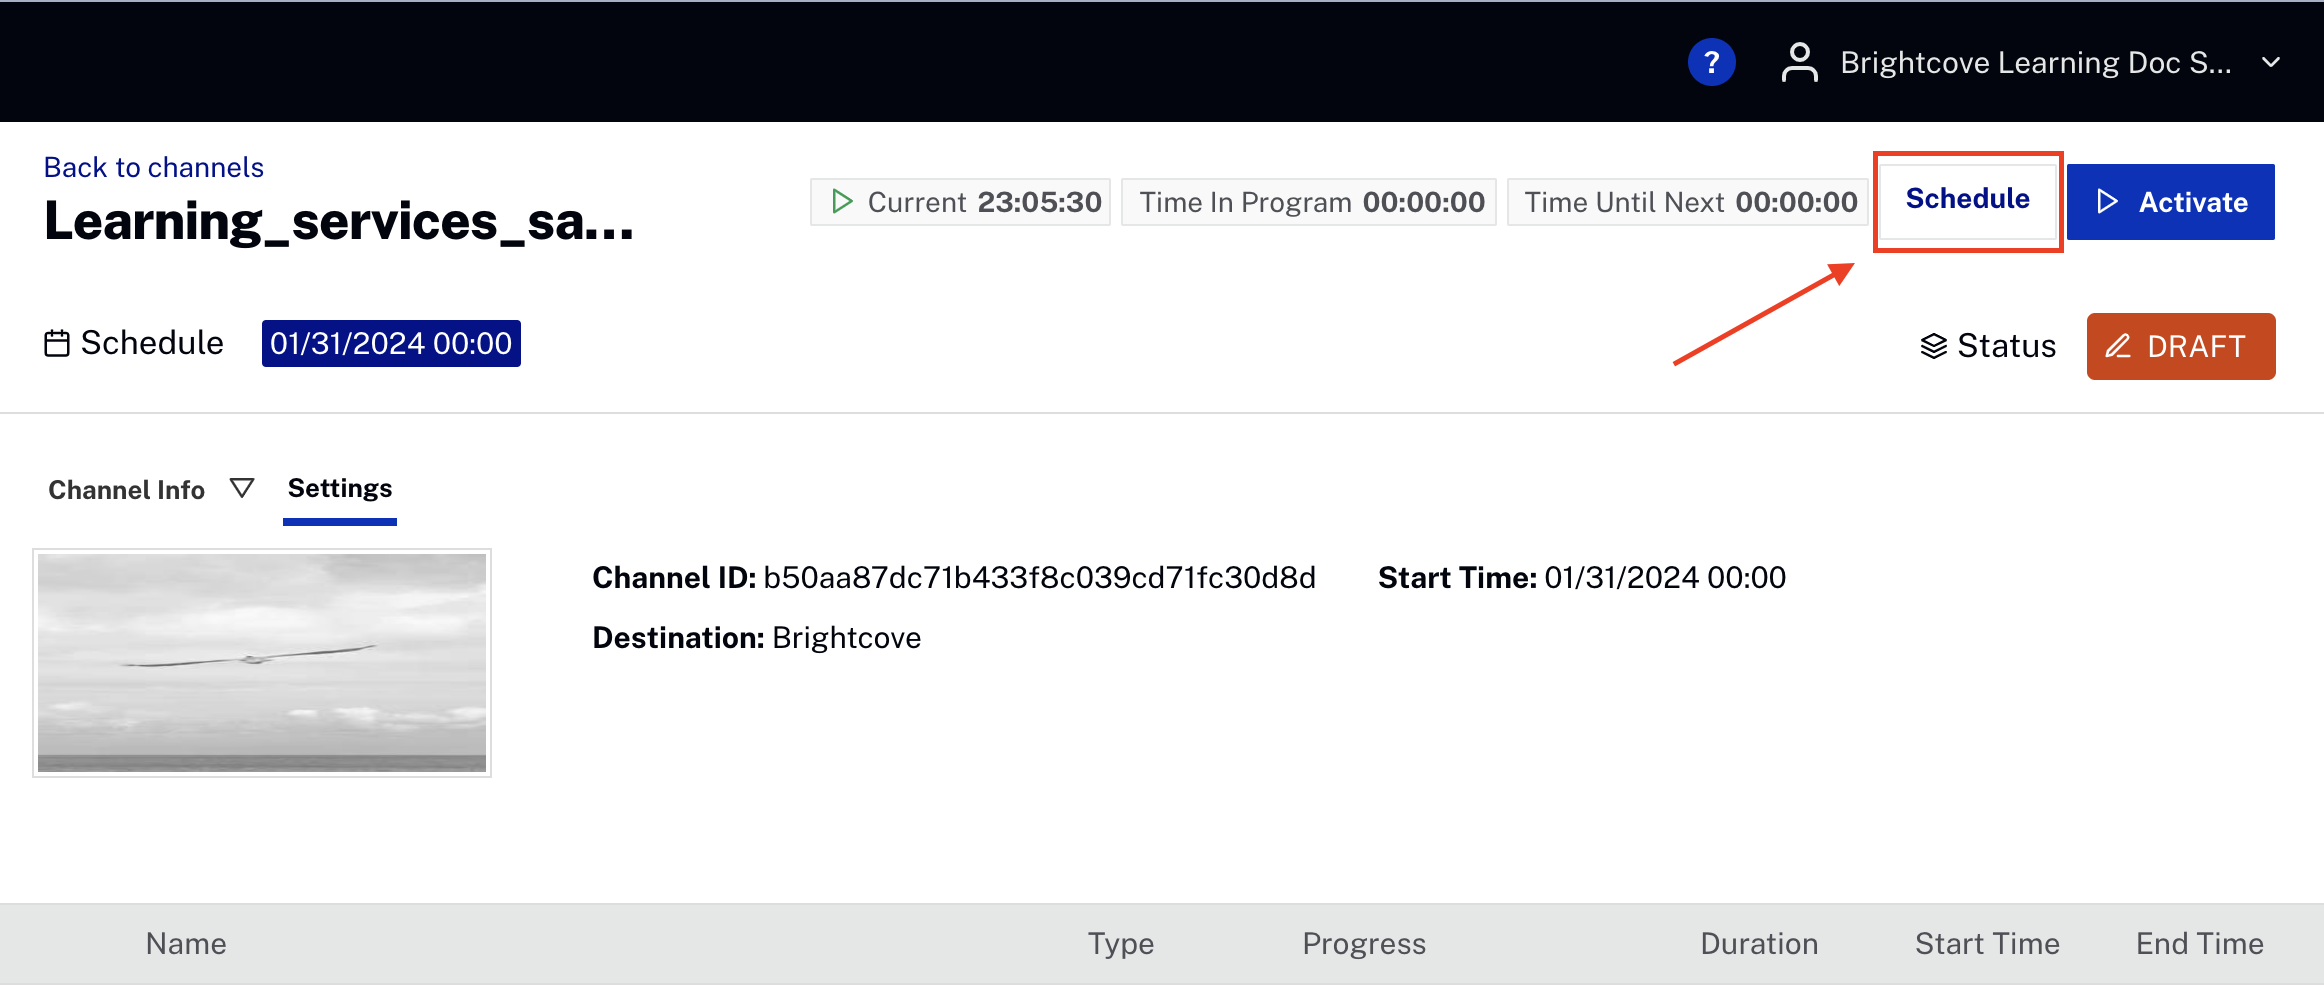 ? Brightcove Learning Doc S...
Back to channels
Learning_services_sa...
Current 23:05:30 Time In Program 00:00:00 Time Until Next 00:00:00 Schedule Activate
Schedule 01/31/2024 00:00 Status DRAFT
Channel Info Settings
Channel ID: b50aa87dc71b433f8c039cd71fc30d8d Start Time: 01/31/2024 00:00
Destination: Brightcove
Name Type Progress Duration Start Time End Time